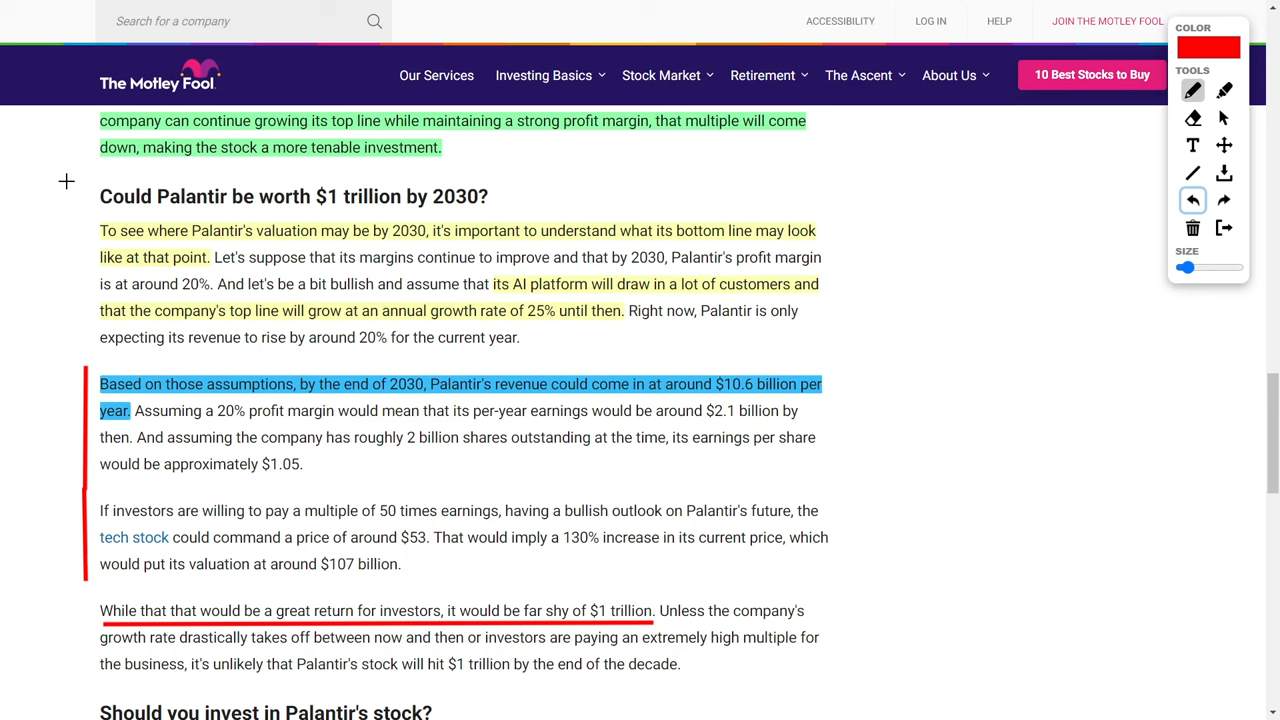 Search for a company
ACCESSIBILITY
LOG IN
HELP
JOIN THE MOTLEY FOOL
The Motley Fool
Our Services
Investing Basics
Stock Market
Retirement
The Ascent
About Us
10 Best Stocks to Buy
COLOR
TOOLS
T
SIZE
company can continue growing its top line while maintaining a strong profit margin, that multiple will come
down, making the stock a more tenable investment.
Could Palantir be worth $1 trillion by 2030?
To see where Palantir's valuation may be by 2030, it's important to understand what its bottom line may look
like at that point. Let's suppose that its margins continue to improve and that by 2030, Palantir's profit margin
is at around 20%. And let's be a bit bullish and assume that its AI platform will draw in a lot of customers and
that the company's top line will grow at an annual growth rate of 25% until then. Right now, Palantir is only
expecting its revenue to rise by around 20% for the current year.
Based on those assumptions, by the end of 2030, Palantir's revenue could come in at around $10.6 billion per
year. Assuming a 20% profit margin would mean that its per-year earnings would be around $2.1 billion by
then. And assuming the company has roughly 2 billion shares outstanding at the time, its earnings per share
would be approximately $1.05.
If investors are willing to pay a multiple of 50 times earnings, having a bullish outlook on Palantir's future, the
tech stock could command a price of around $53. That would imply a 130% increase in its current price, which
would put its valuation at around $107 billion.
While that that would be a great return for investors, it would be far shy of $1 trillion. Unless the company's
growth rate drastically takes off between now and then or investors are paying an extremely high multiple for
the business, it's unlikely that Palantir's stock will hit $1 trillion by the end of the decade.
Should you invest in Palantir's stock?